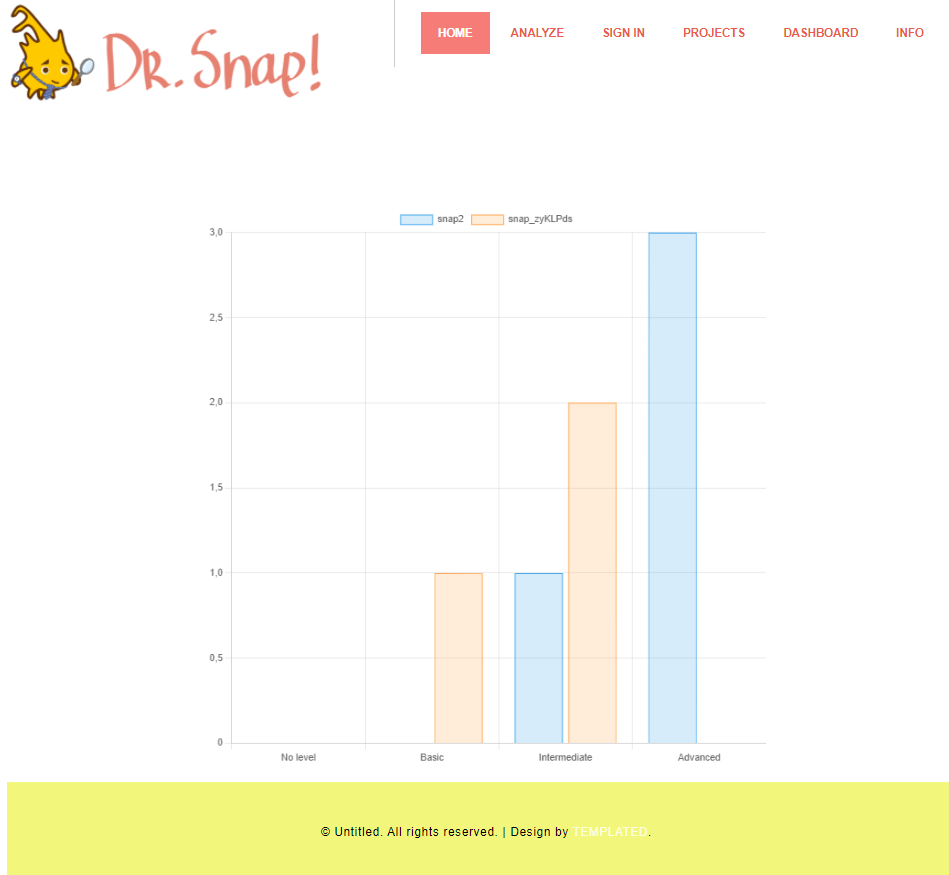 Dr. Snap!
HOME ANALYZE SIGN IN PROJECTS DASHBOARD INFO
snap2 snap_zyKLPds
3,0
2,5
2,0
1,5
1,0
0,5
0
No level Basic Intermediate Advanced
© Untitled. All rights reserved. | Design by TEMPLATED.